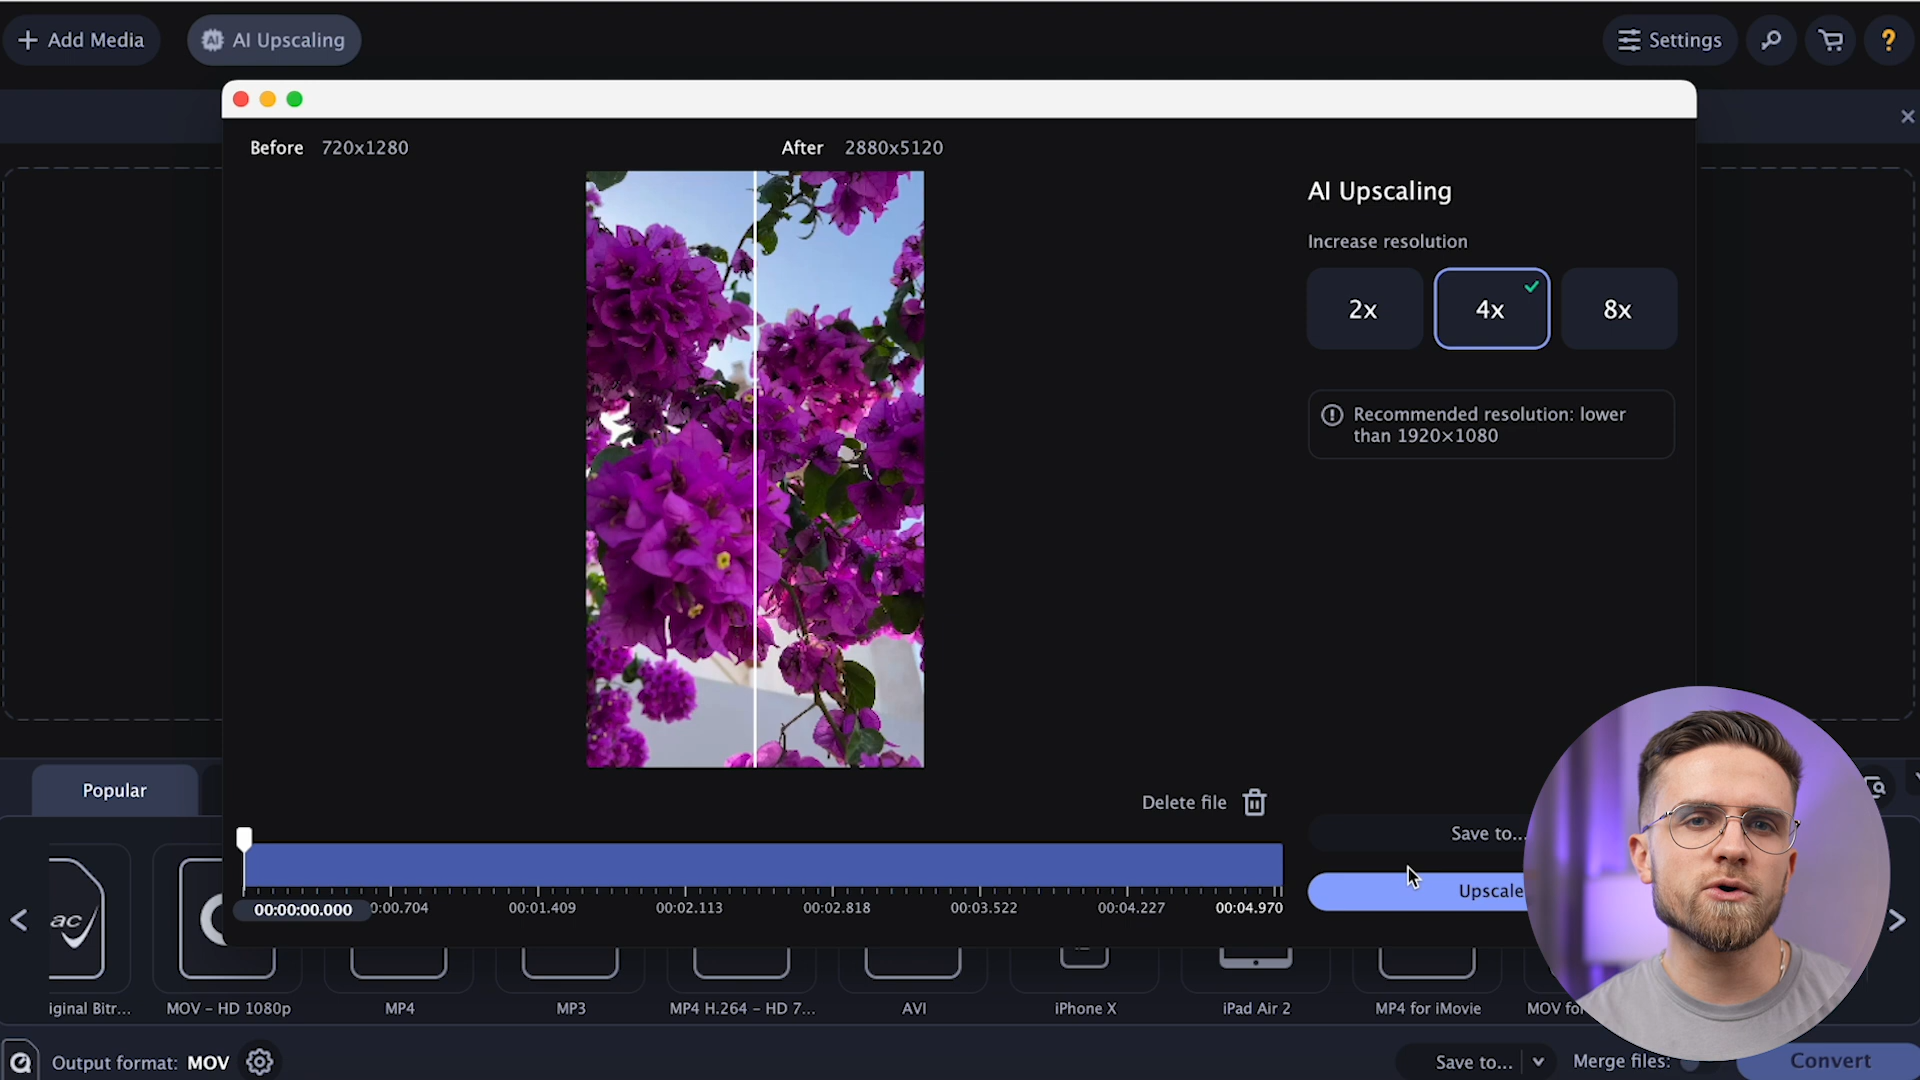 Add Media
AI Upscaling
Settings
?
Before 720x1280
After 2880x5120
AI Upscaling
Increase resolution
2x
4x
8x
Recommended resolution: lower
than 1920×1080
Popular
Delete file
Save to...
Upscale
00:00:00.000
0:00.704
00:01.409
00:02.113
00:02.818
00:03.522
00:04.227
00:04.970
ac
iginal Bitr...
MOV – HD 1080p
MP4
MP3
MP4 H.264 – HD 7...
AVI
iPhone X
iPad Air 2
MP4 for iMovie
MOV for
Output format: MOV
Save to...
Merge files:
Convert